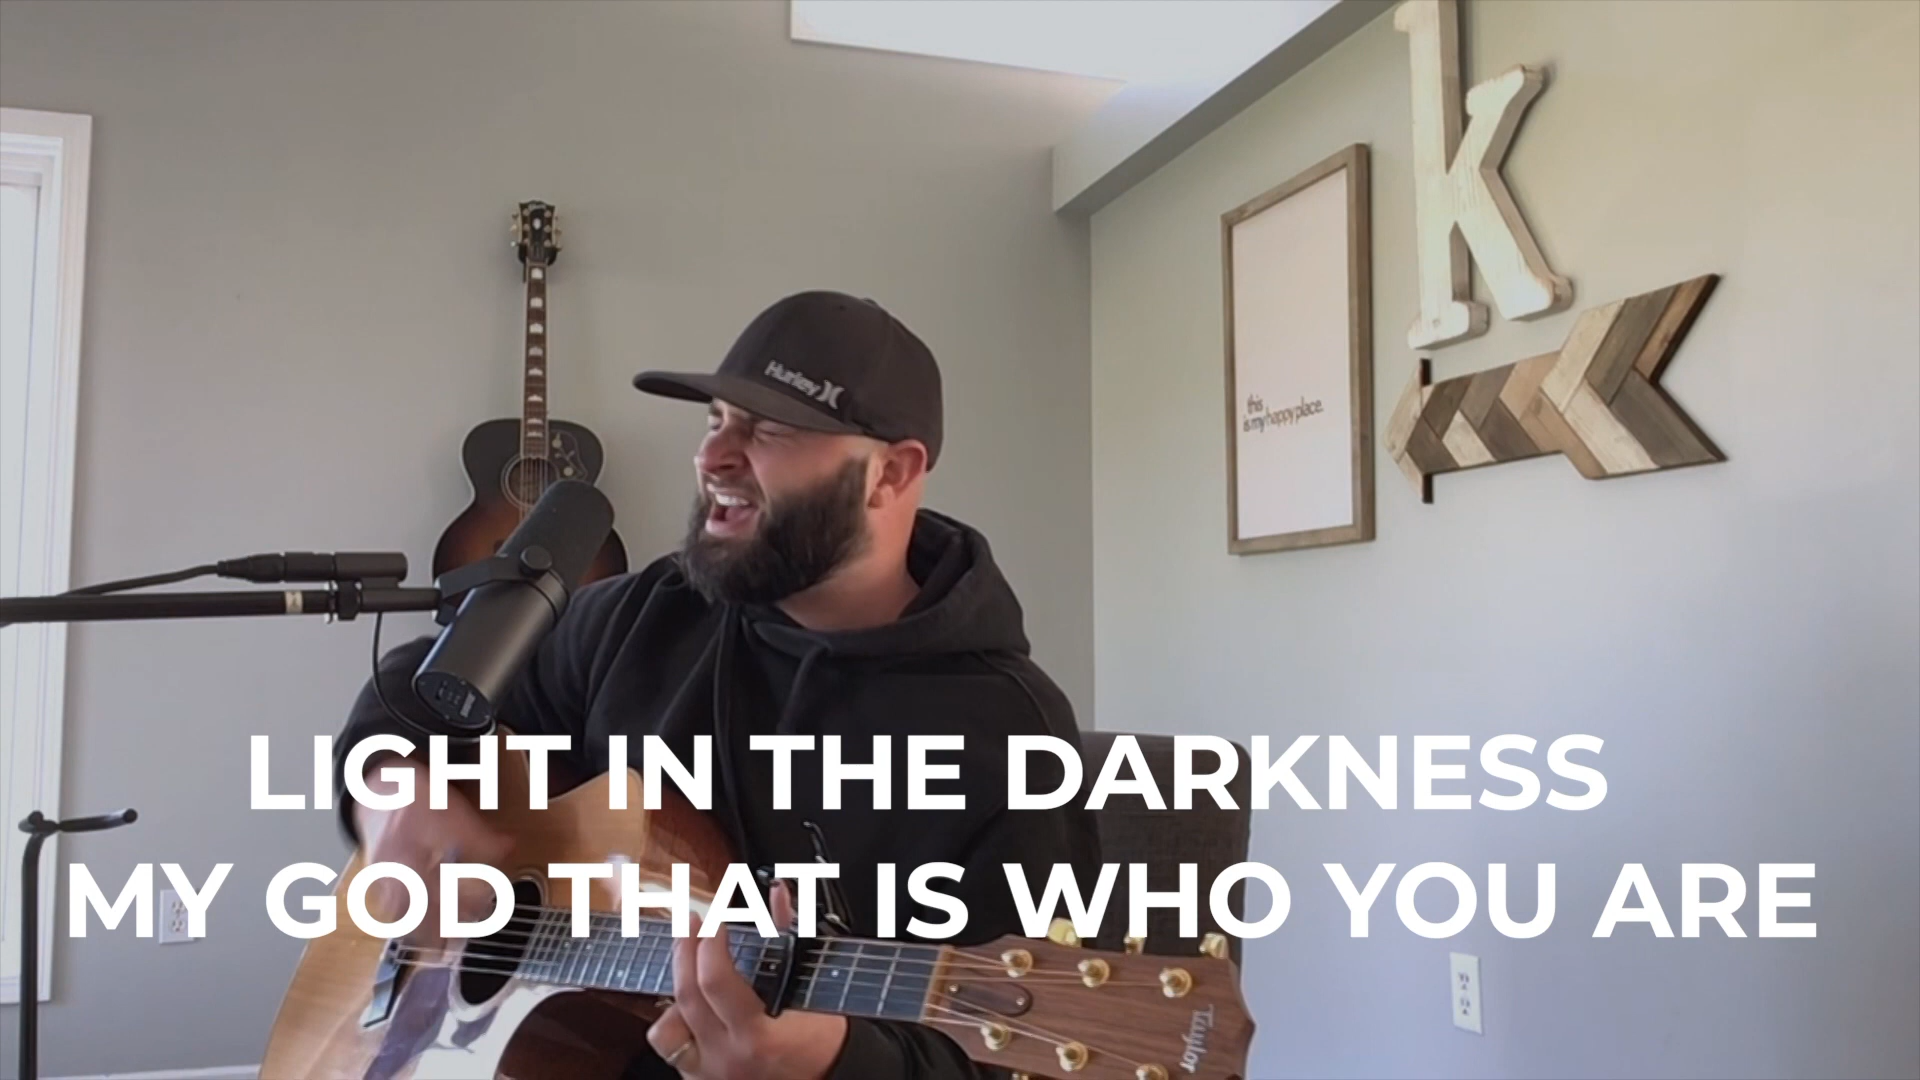 K
Hurley
this
is my happy place.
LIGHT IN THE DARKNESS
MY GOD THAT IS WHO YOU ARE
Taylor